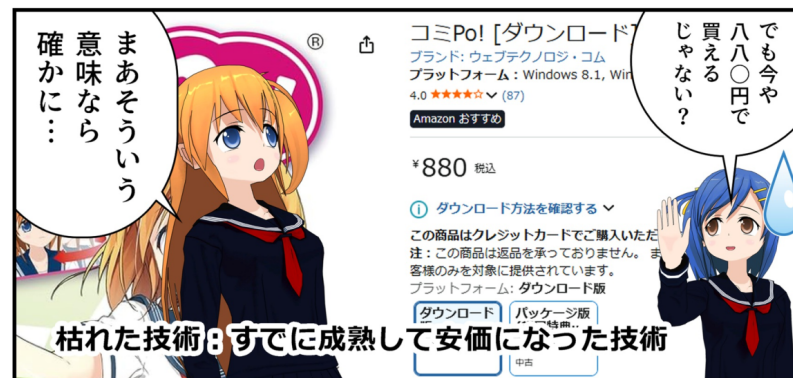 でも今や
八八〇円で
買える
じゃない？
まあそういう
意味なら
確かに…
®
コミPo! [ダウンロード]
ブランド: ウェブテクノロジ・コム
プラットフォーム : Windows 8.1, Win
4.0 (87)
Amazon おすすめ
¥880 税込
ダウンロード方法を確認する
この商品はクレジットカードでご購入いただ
注：この商品は返品を承っておりません。 ま
客様のみを対象に提供されています。
プラットフォーム: ダウンロード版
ダウンロード
パッケージ版
中古
枯れた技術：すでに成熟して安価になった技術